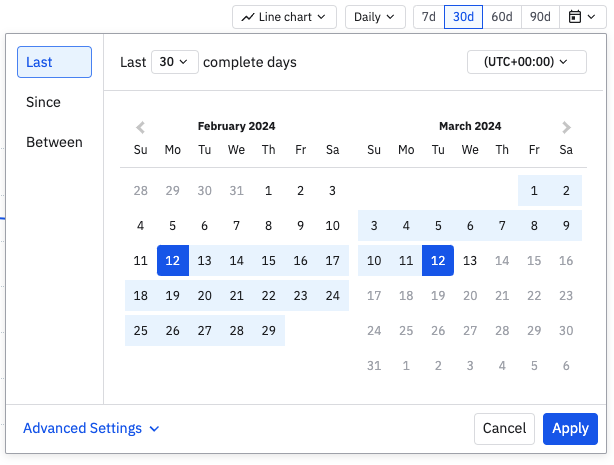 Line chart Daily 7d 30d 60d 90d
Last Last 30 complete days (UTC+00:00)
Since
Between
February 2024 March 2024
Su Mo Tu We Th Fr Sa Su Mo Tu We Th Fr Sa
28 29 30 31 1 2 3 1 2
4 5 6 7 8 9 10 3 4 5 6 7 8 9
11 12 13 14 15 16 17 10 11 12 13 14 15 16
18 19 20 21 22 23 24 17 18 19 20 21 22 23
25 26 27 28 29 24 25 26 27 28 29 30
31 1 2 3 4 5 6
Advanced Settings Cancel Apply